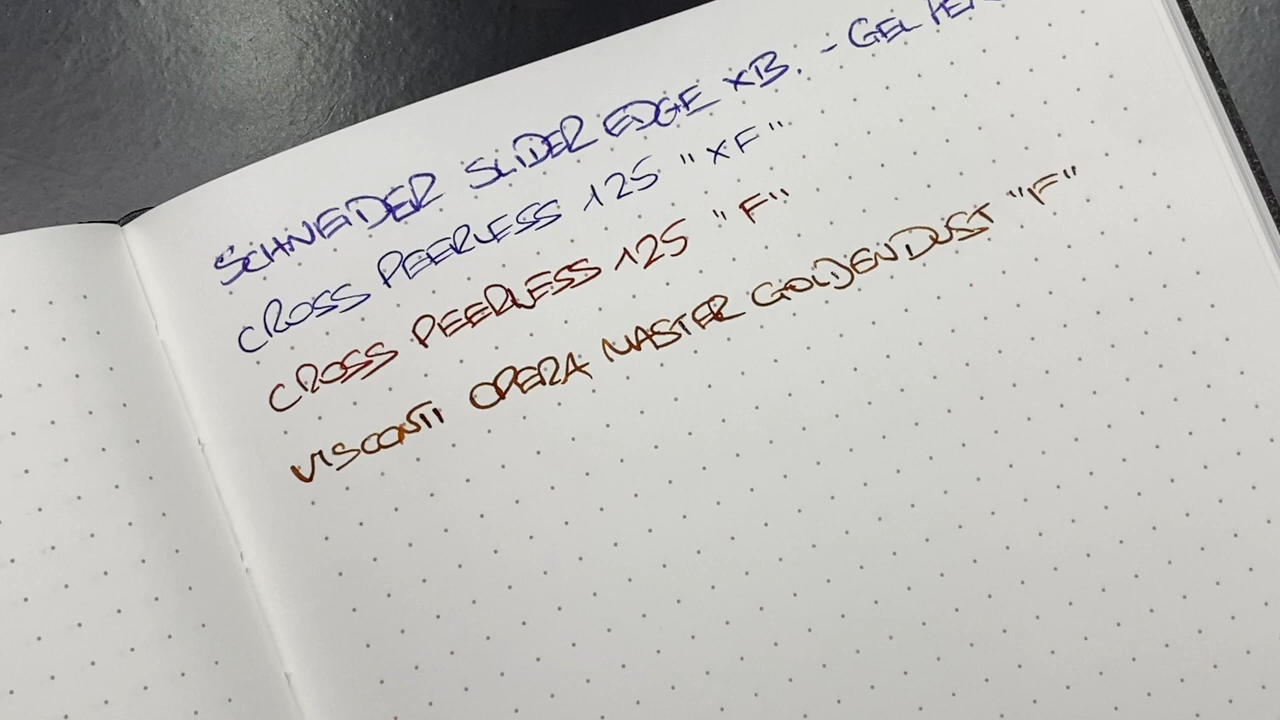 SCHNEIDER SLIDER EDGE XB. - GEL
CROSS PEERLESS 125 "XF"
CROSS PEERLESS 125 "F"
VISCONTI OPERA MASTER GOLDENDUST "F"